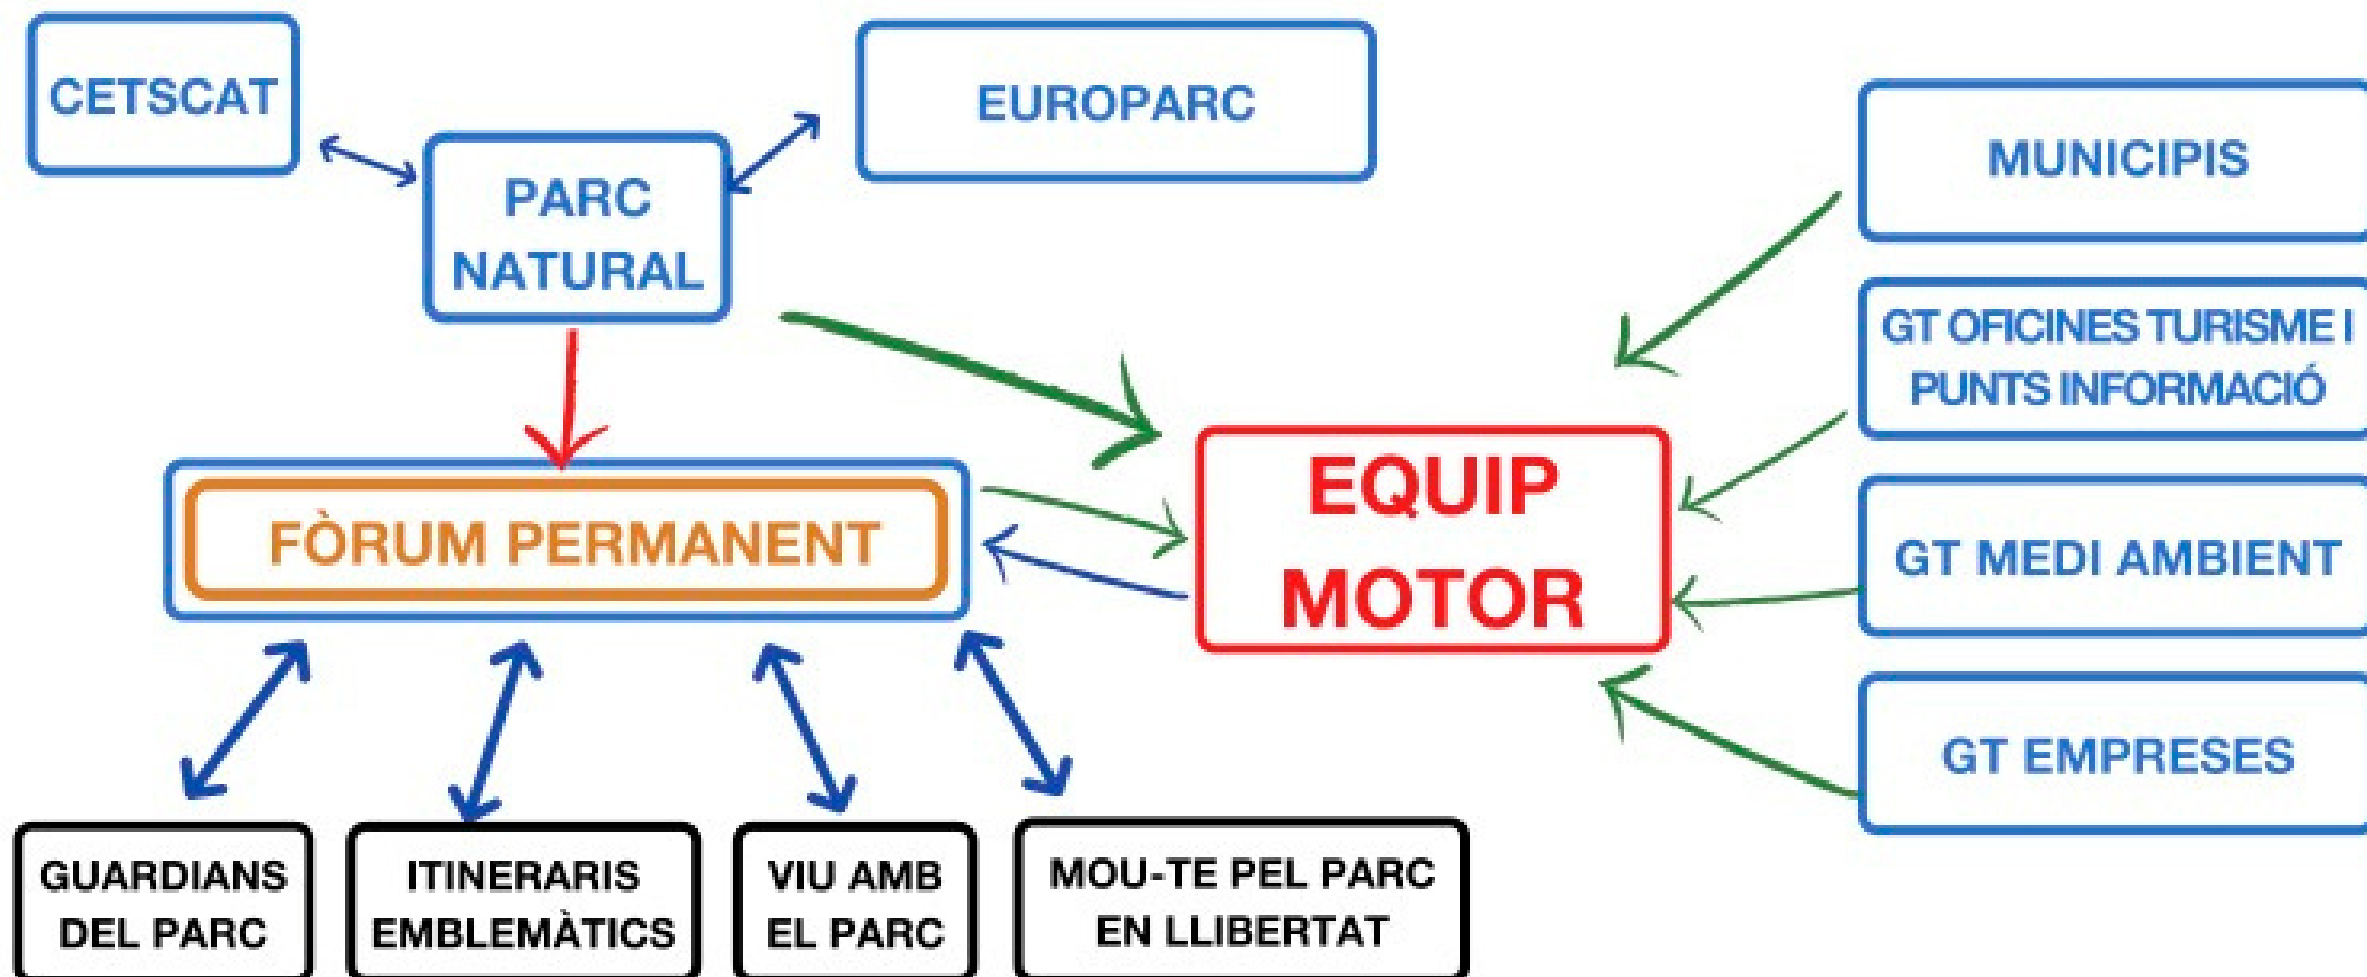 CETSCAT
EUROPARC
PARC
NATURAL
MUNICIPIS
GT OFICINES TURISME I
PUNTS INFORMACIÓ
EQUIP
MOTOR
FÒRUM PERMANENT
GT MEDI AMBIENT
GT EMPRESES
GUARDIANS
DEL PARC
ITINERARIS
EMBLEMÀTICS
VIU AMB
EL PARC
MOU-TE PEL PARC
EN LLIBERTAT